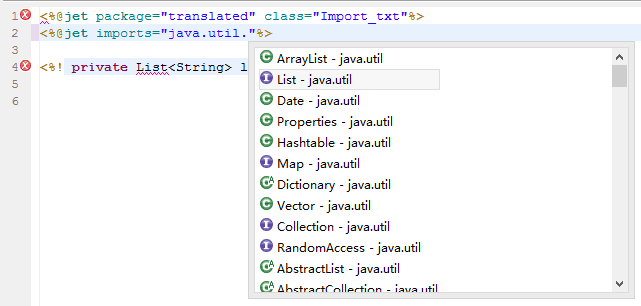 1 <%@jet package="translated" class="Import_txt"%>
2 <%@jet imports="java.util."%>
3
4 <%! private List<String> l
5
6
ArrayList - java.util
List - java.util
Date - java.util
Properties - java.util
Hashtable - java.util
Map - java.util
Dictionary - java.util
Vector - java.util
Collection - java.util
RandomAccess - java.util
AbstractList - java.util
AbstractCollection - java.util